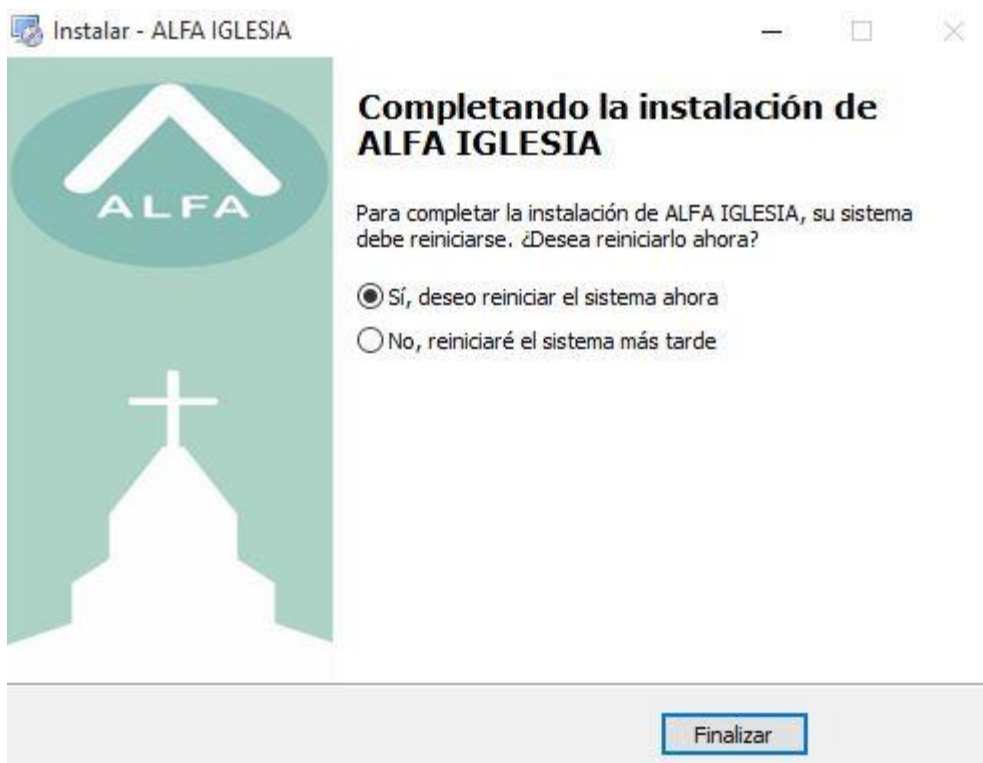 Instalar - ALFA IGLESIA
ALFA
Completando la instalación de
ALFA IGLESIA
Para completar la instalación de ALFA IGLESIA, su sistema
debe reiniciarse. ¿Desea reiniciarlo ahora?
Sí, deseo reiniciar el sistema ahora
No, reiniciaré el sistema más tarde
Finalizar